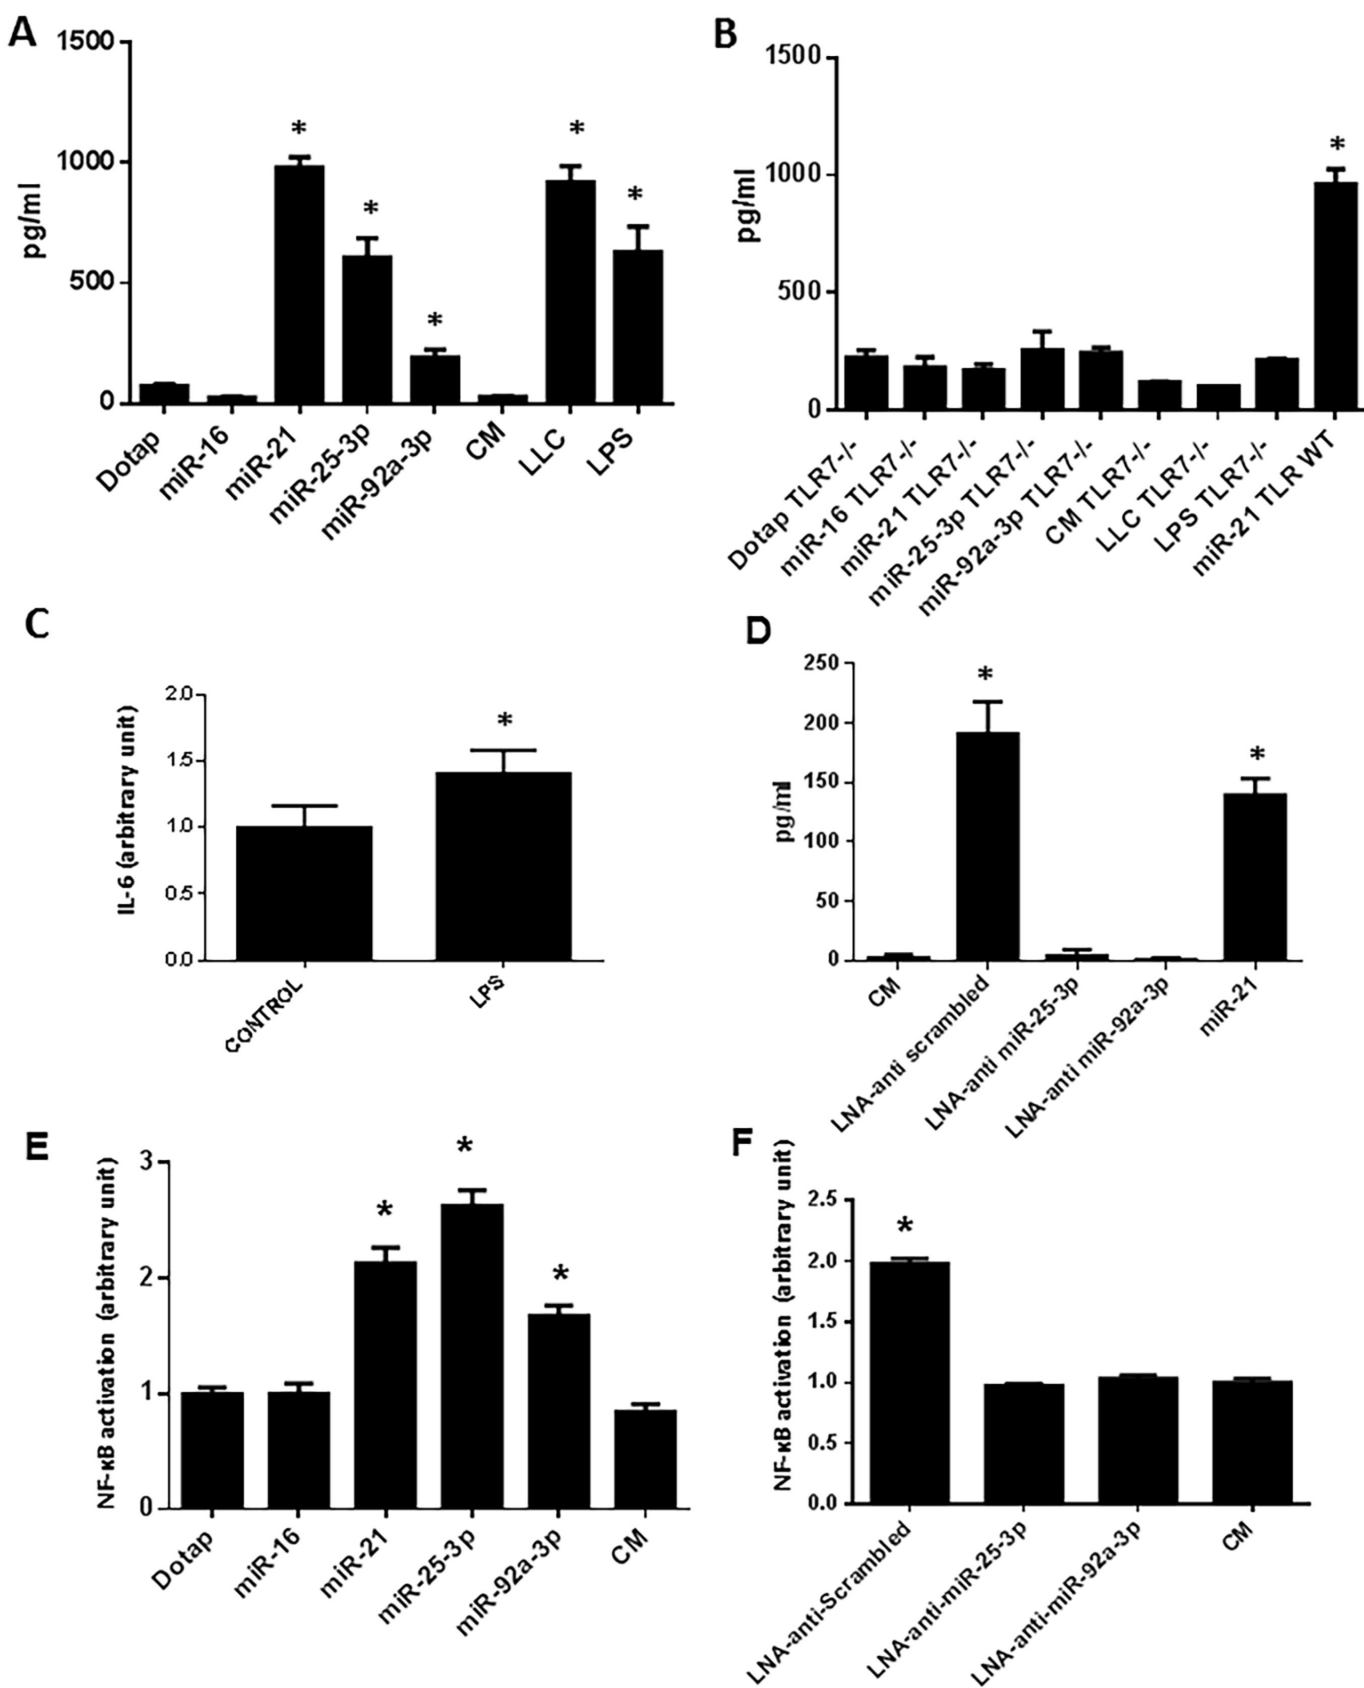 A
1500
1000
500
0
pg/ml
*
*
*
*
*
Dotap
miR-16
miR-21
miR-25-3p
miR-92a-3p
CM
LLC
LPS
B
1500
1000
500
0
pg/ml
*
Dotap TLR7-/-
miR-16 TLR7-/-
miR-21 TLR7-/-
miR-25-3p TLR7-/-
miR-92a-3p TLR7-/-
CM TLR7-/-
LLC TLR7-/-
LPS TLR7-/-
miR-21 TLR WT
C
2.0
1.5
1.0
0.5
0.0
IL-6 (arbitrary unit)
*
CONTROL
LPS
D
250
200
150
100
50
0
pg/ml
*
*
CM
LNA-anti scrambled
LNA-anti miR-25-3p
LNA-anti miR-92a-3p
miR-21
E
3
2
1
0
NF-κB activation (arbitrary unit)
*
*
*
Dotap
miR-16
miR-21
miR-25-3p
miR-92a-3p
CM
F
2.5
2.0
1.5
1.0
0.5
0.0
NF-κB activation (arbitrary unit)
*
LNA-anti-Scrambled
LNA-anti-miR-25-3p
LNA-anti-miR-92a-3p
CM